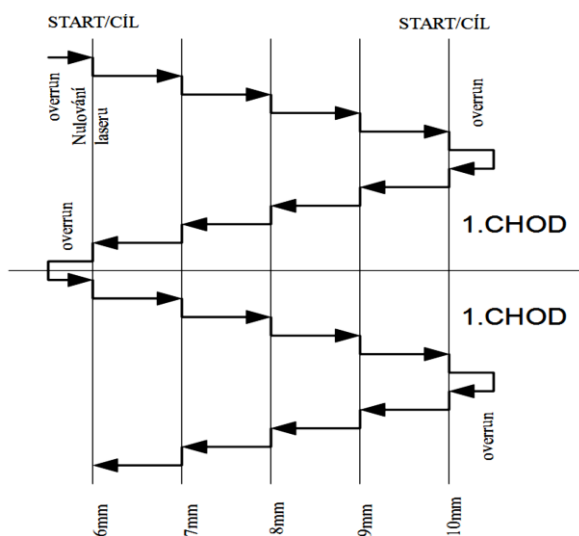 START/CÍL
START/CÍL
overrun
Nulování
laseru
overrun
1.CHOD
overrun
1.CHOD
overrun
6mm
7mm
8mm
9mm
10mm